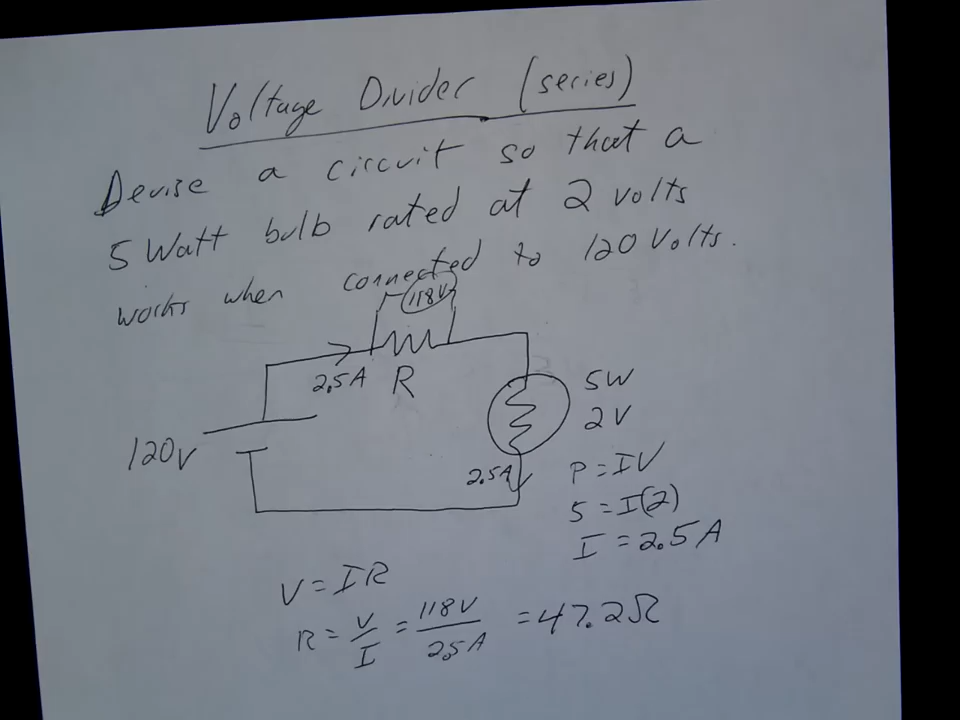 Voltage Divider (series)
Devise a circuit so that a
5 Watt bulb rated at 2 volts
works when connected to 120 Volts.
118V
2.5A R
5W
2V
120V
2.5A
P = IV
5 = I(2)
I = 2.5A
V = IR
R = V/I = 118V/2.5A = 47.2Ω